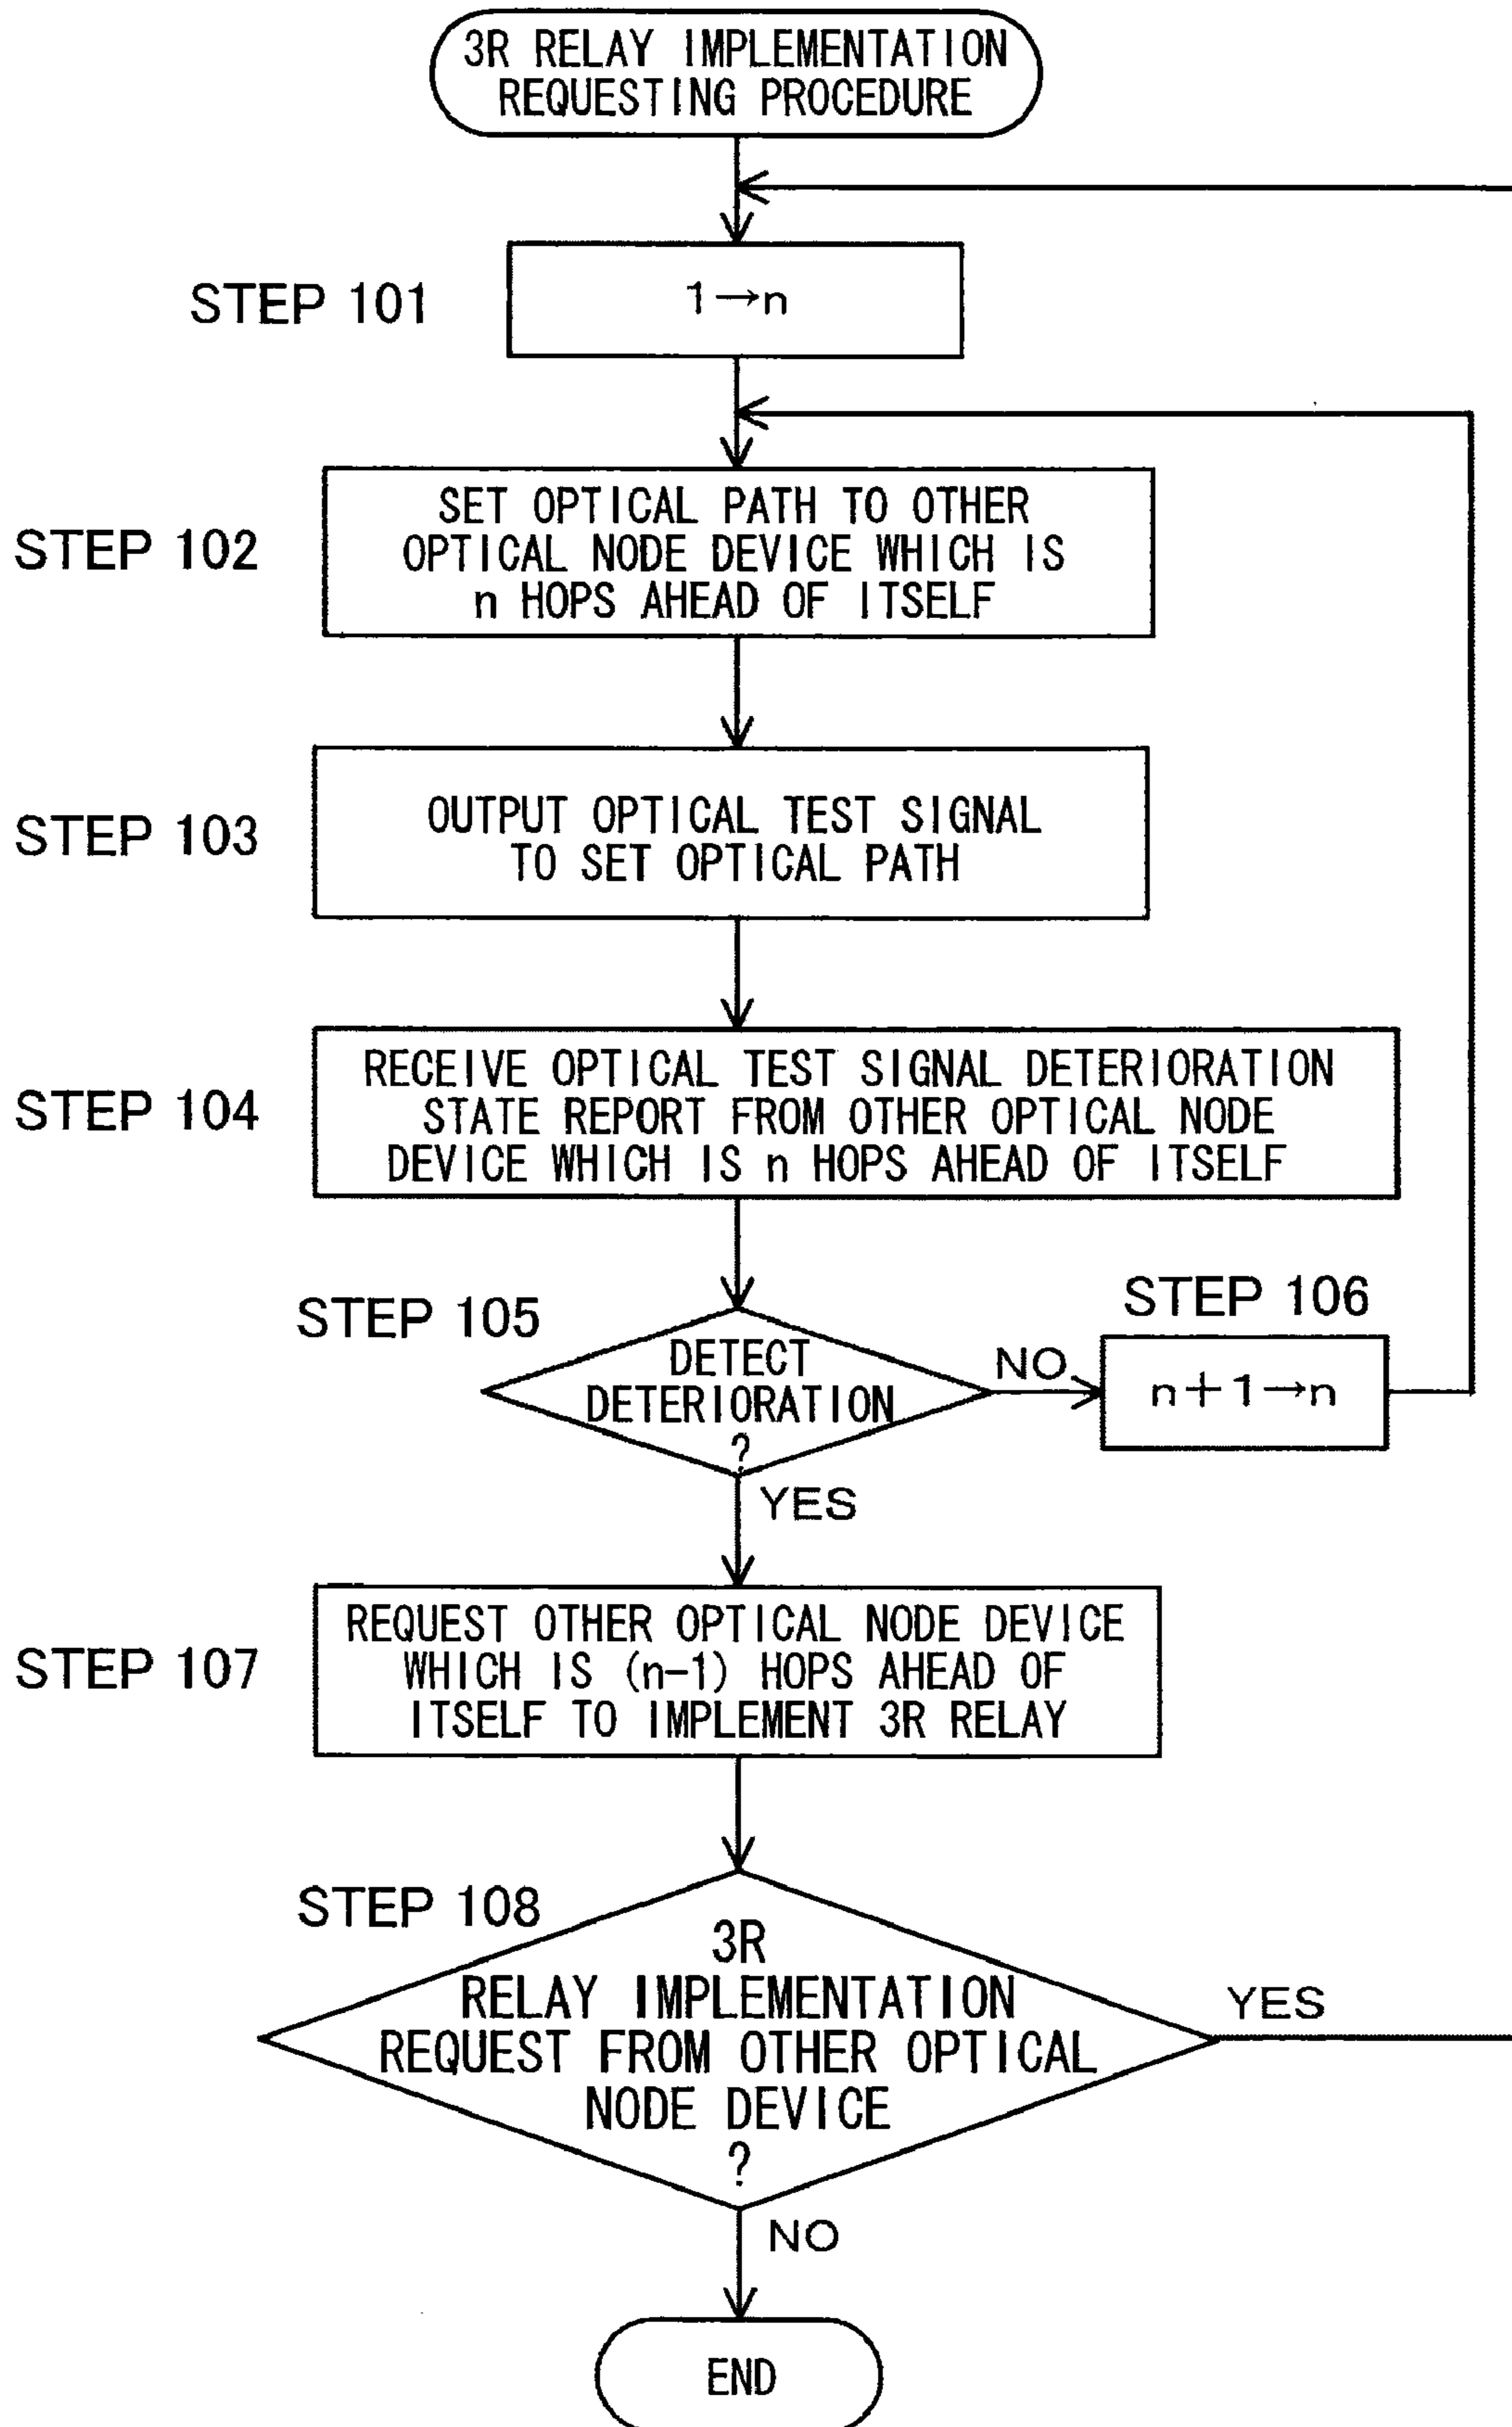 3R RELAY IMPLEMENTATION
REQUESTING PROCEDURE
STEP 101
1→n
STEP 102
SET OPTICAL PATH TO OTHER
OPTICAL NODE DEVICE WHICH IS
n HOPS AHEAD OF ITSELF
STEP 103
OUTPUT OPTICAL TEST SIGNAL
TO SET OPTICAL PATH
STEP 104
RECEIVE OPTICAL TEST SIGNAL DETERIORATION
STATE REPORT FROM OTHER OPTICAL NODE
DEVICE WHICH IS n HOPS AHEAD OF ITSELF
STEP 105
DETECT
DETERIORATION
?
NO
STEP 106
n+1→n
YES
STEP 107
REQUEST OTHER OPTICAL NODE DEVICE
WHICH IS (n-1) HOPS AHEAD OF
ITSELF TO IMPLEMENT 3R RELAY
STEP 108
3R
RELAY IMPLEMENTATION
REQUEST FROM OTHER OPTICAL
NODE DEVICE
?
YES
NO
END